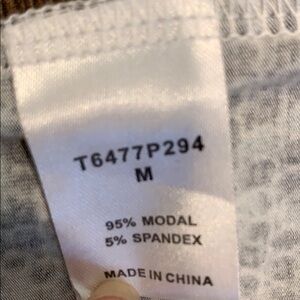 T6477P294
M
95% MODAL
5% SPANDEX
MADE IN CHINA